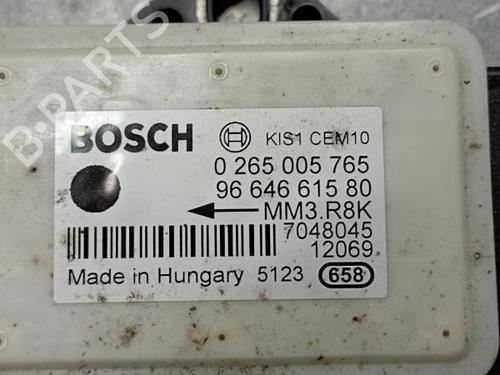 B-PARTS
BOSCH KIS1 CEM10
0 265 005 765
96 646 615 80
MM3.R8K
7048045
12069
Made in Hungary 5123 658